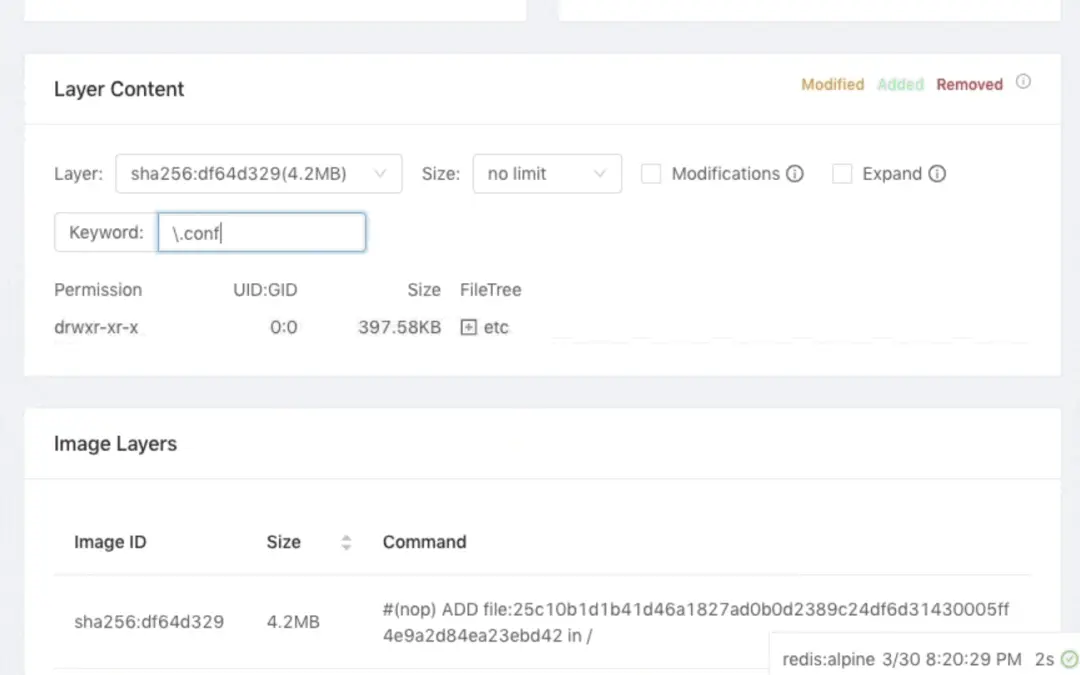 Layer Content
Modified Added Removed
Layer: sha256:df64d329(4.2MB) Size: no limit Modifications Expand
Keyword: \.conf
Permission UID:GID Size FileTree
drwxr-xr-x 0:0 397.58KB etc
Image Layers
Image ID Size Command
#(nop) ADD file:25c10b1d1b41d46a1827ad0b0d2389c24df6d31430005ff
sha256:df64d329 4.2MB
4e9a2d84ea23ebd42 in /
redis:alpine 3/30 8:20:29 PM 2s